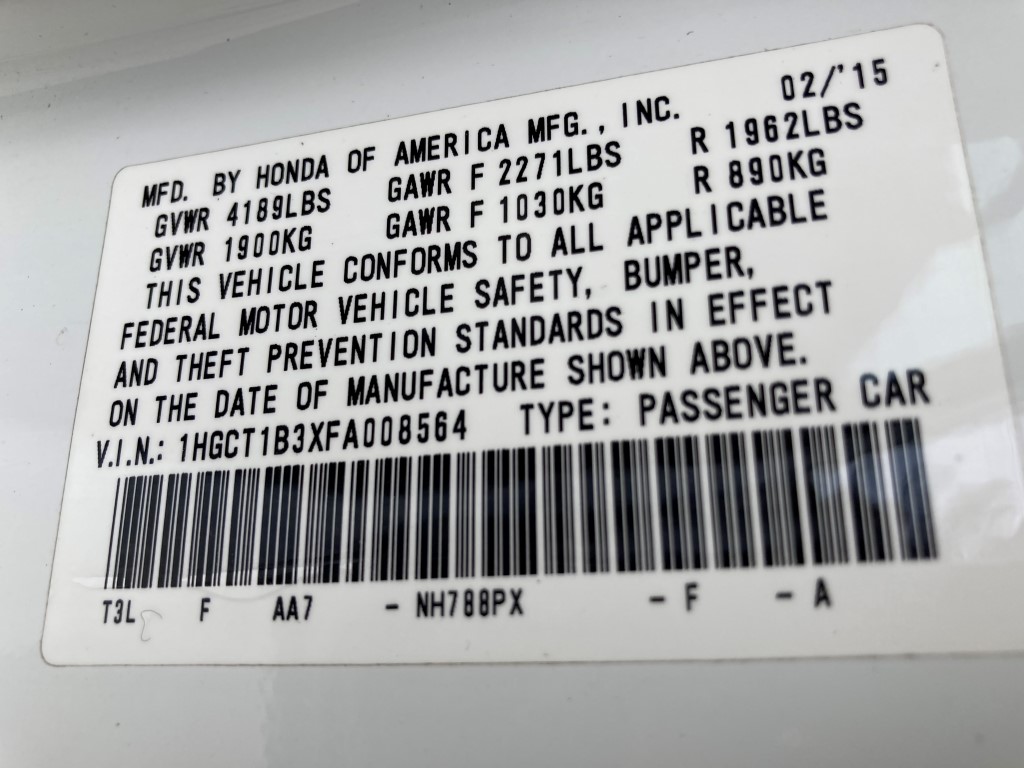 02/'15
MFD. BY HONDA OF AMERICA MFG., INC.
GVWR 4189LBS GAWR F 2271LBS R 1962LBS
GVWR 1900KG GAWR F 1030KG R 890KG
THIS VEHICLE CONFORMS TO ALL APPLICABLE
FEDERAL MOTOR VEHICLE SAFETY, BUMPER,
AND THEFT PREVENTION STANDARDS IN EFFECT
ON THE DATE OF MANUFACTURE SHOWN ABOVE.
V.I.N.: 1HGCT1B3XFA008564 TYPE: PASSENGER CAR
T3L F AA7 - NH788PX - F - A